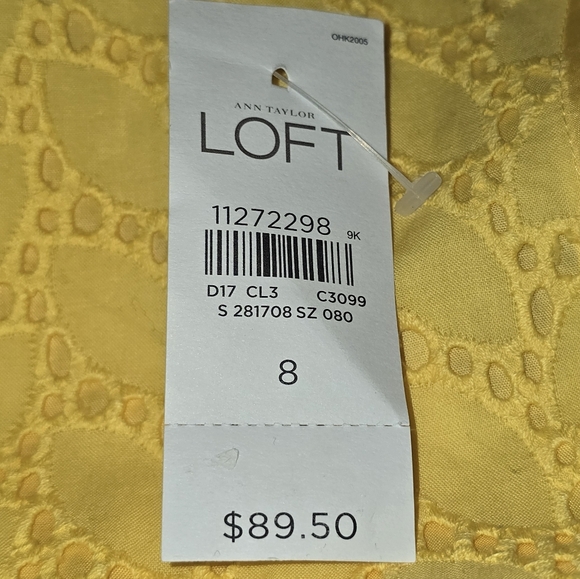 OHK2005
ANN TAYLOR
LOFT
11272298 9K
D17 CL3 C3099
S 281708 SZ 080
8
$89.50